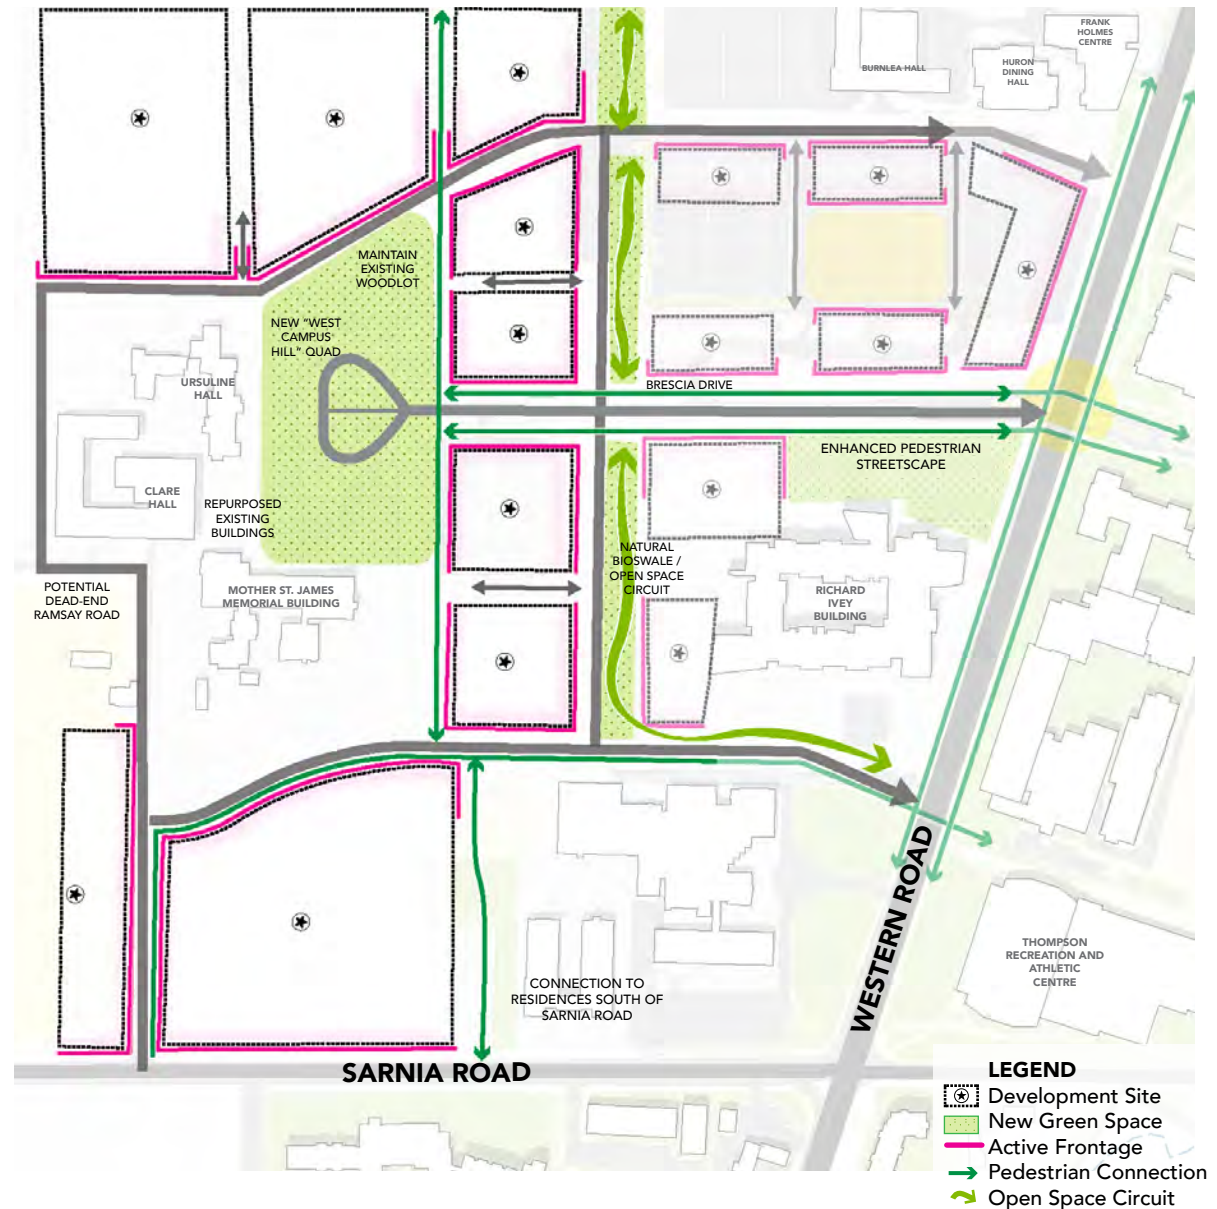 FRANK
HOLMES
CENTRE
BURNLEA HALL
HURON
DINING
HALL
MAINTAIN
EXISTING
WOODLOT
NEW “WEST
CAMPUS
HILL” QUAD
URSULINE
HALL
BRESCIA DRIVE
ENHANCED PEDESTRIAN
STREETSCAPE
CLARE
HALL
REPURPOSED
EXISTING
BUILDINGS
NATURAL
BIOSWALE /
OPEN SPACE
CIRCUIT
POTENTIAL
DEAD-END
RAMSAY ROAD
MOTHER ST. JAMES
MEMORIAL BUILDING
RICHARD
IVEY
BUILDING
WESTERN ROAD
THOMPSON
RECREATION AND
ATHLETIC
CENTRE
CONNECTION TO
RESIDENCES SOUTH OF
SARNIA ROAD
SARNIA ROAD
LEGEND
Development Site
New Green Space
Active Frontage
Pedestrian Connection
Open Space Circuit